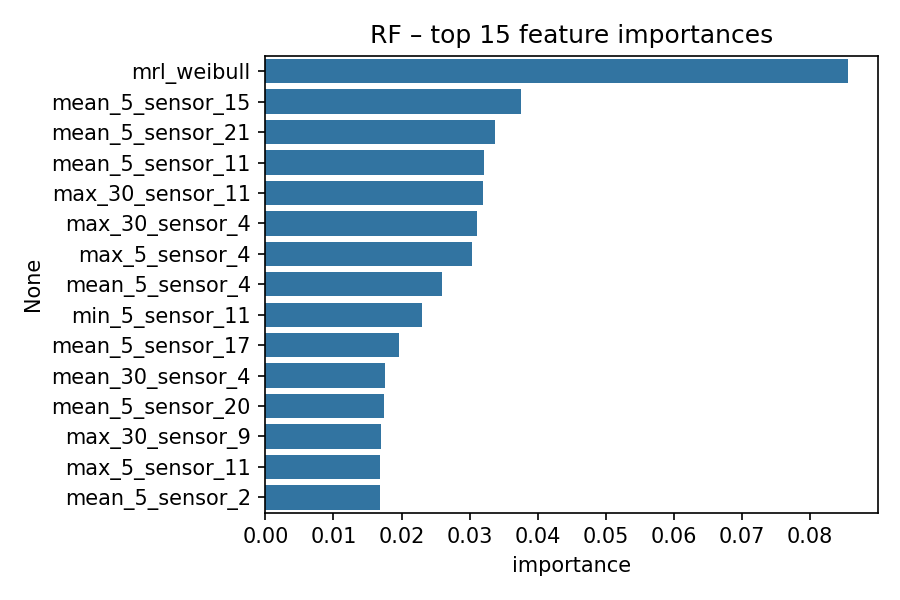 RF – top 15 feature importances
mrl_weibull
mean_5_sensor_15
mean_5_sensor_21
mean_5_sensor_11
max_30_sensor_11
max_30_sensor_4
max_5_sensor_4
mean_5_sensor_4
min_5_sensor_11
mean_5_sensor_17
mean_30_sensor_4
mean_5_sensor_20
max_30_sensor_9
max_5_sensor_11
mean_5_sensor_2
None
0.00 0.01 0.02 0.03 0.04 0.05 0.06 0.07 0.08
importance